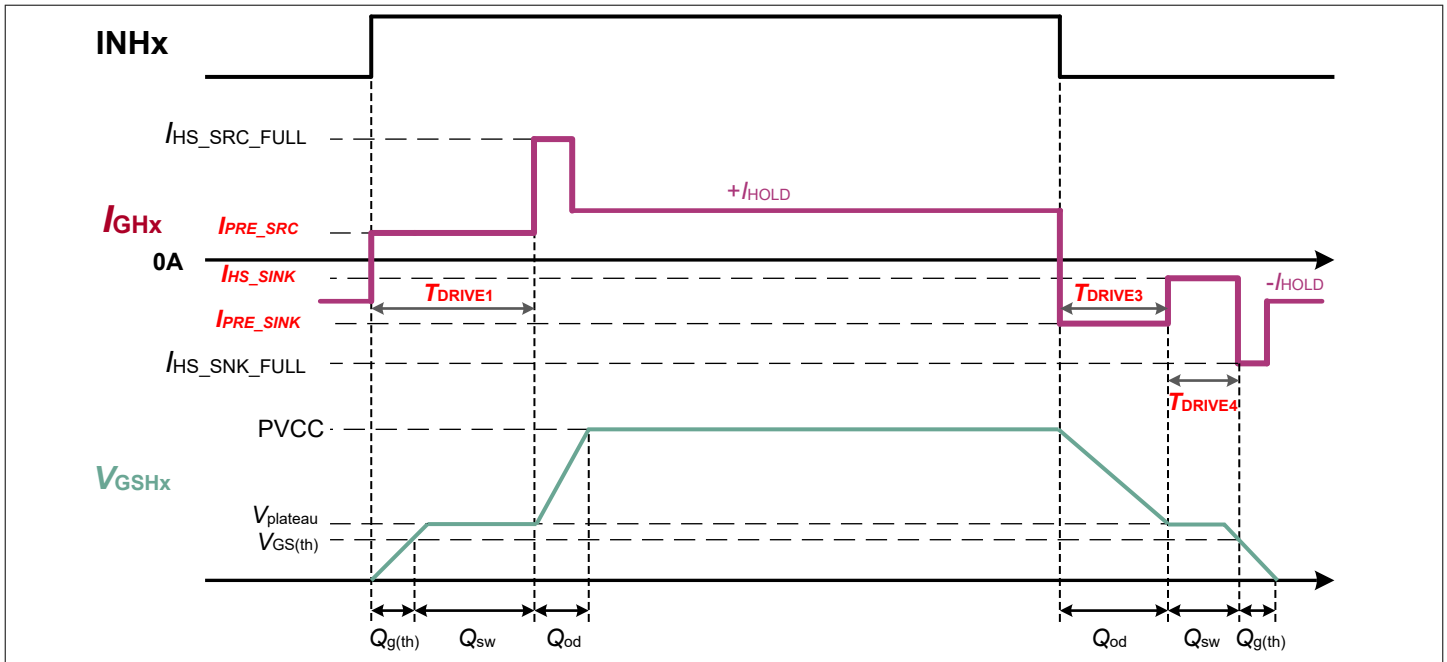 INHx
IHS_SRC_FULL
+IHOLD
IGHx
IPRE_SRC
0A
IHS_SINK
TDRIVE1
TDRIVE3
-IHOLD
IPRE_SINK
IHS_SNK_FULL
TDRIVE4
PVCC
VGSHx
Vplateau
VGS(th)
Qg(th) Qsw Qod Qod Qsw Qg(th)